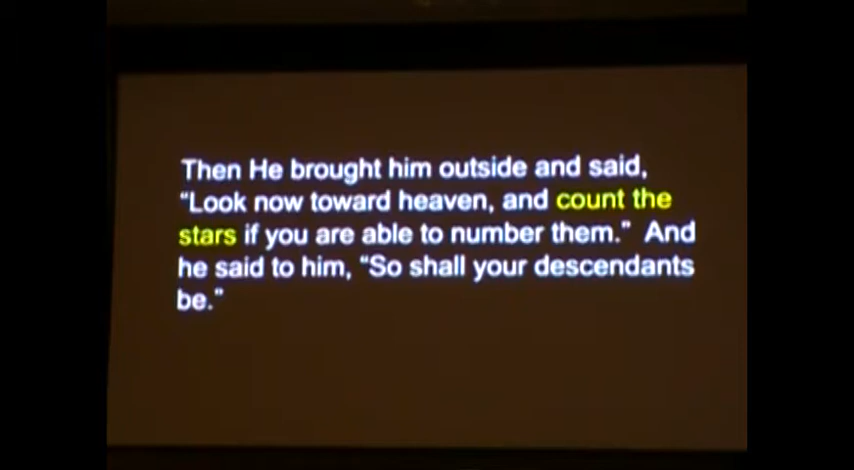 Then He brought him outside and said,
“Look now toward heaven, and count the
stars if you are able to number them.”  And
he said to him, “So shall your descendants
be.”